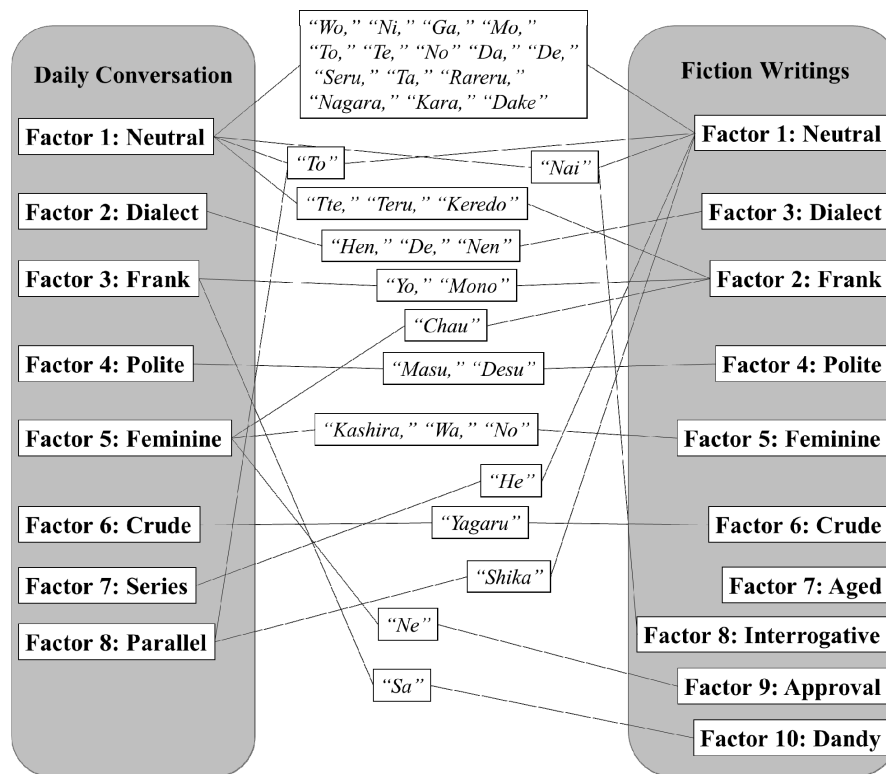 Daily Conversation
Factor 1: Neutral
Factor 2: Dialect
Factor 3: Frank
Factor 4: Polite
Factor 5: Feminine
Factor 6: Crude
Factor 7: Series
Factor 8: Parallel
“Wo,” “Ni,” “Ga,” “Mo,”
“To,” “Te,” “No” “Da,” “De,”
“Seru,” “Ta,” “Rareru,”
“Nagara,” “Kara,” “Dake”
“To”
“Nai”
“Tte,” “Teru,” “Keredo”
“Hen,” “De,” “Nen”
“Yo,” “Mono”
“Chau”
“Masu,” “Desu”
“Kashira,” “Wa,” “No”
“He”
“Yagaru”
“Shika”
“Ne”
“Sa”
Fiction Writings
Factor 1: Neutral
Factor 3: Dialect
Factor 2: Frank
Factor 4: Polite
Factor 5: Feminine
Factor 6: Crude
Factor 7: Aged
Factor 8: Interrogative
Factor 9: Approval
Factor 10: Dandy